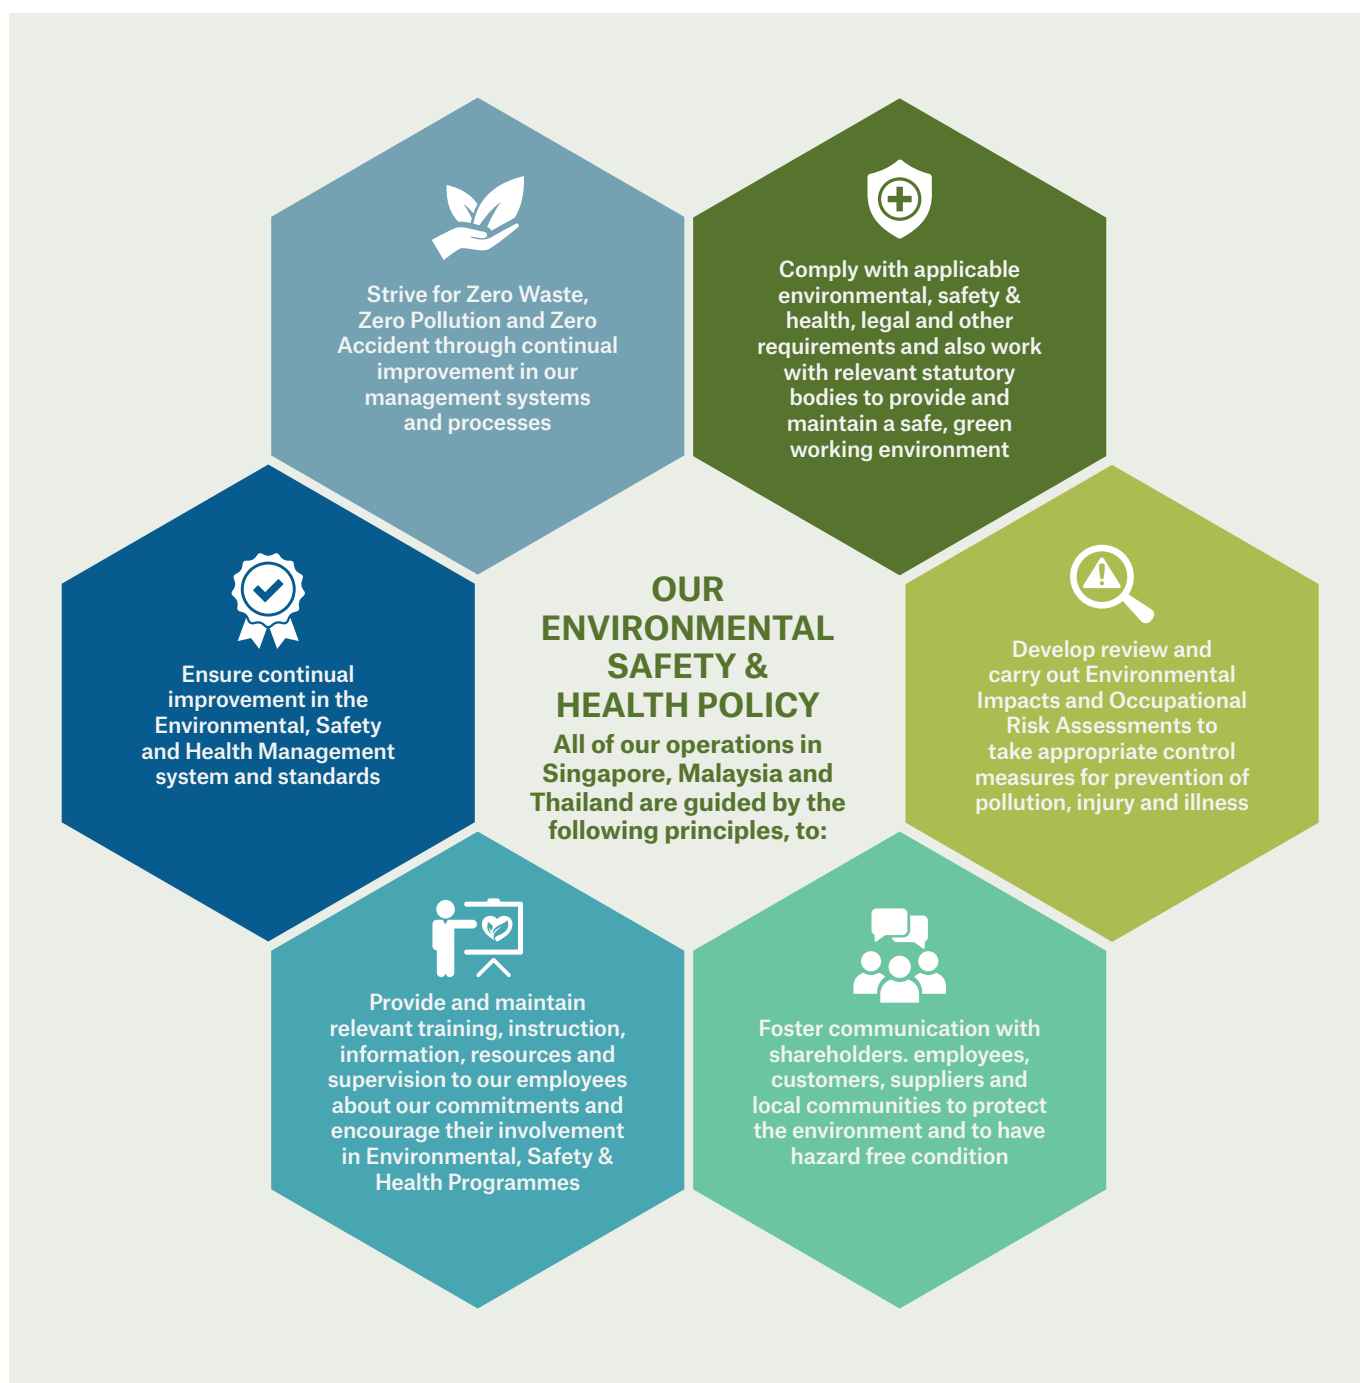 Strive for Zero Waste,
Zero Pollution and Zero
Accident through continual
improvement in our
management systems
and processes
Comply with applicable
environmental, safety &
health, legal and other
requirements and also work
with relevant statutory
bodies to provide and
maintain a safe, green
working environment
Ensure continual
improvement in the
Environmental, Safety
and Health Management
system and standards
OUR
ENVIRONMENTAL
SAFETY &
HEALTH POLICY
All of our operations in
Singapore, Malaysia and
Thailand are guided by the
following principles, to:
Develop review and
carry out Environmental
Impacts and Occupational
Risk Assessments to
take appropriate control
measures for prevention of
pollution, injury and illness
Provide and maintain
relevant training, instruction,
information, resources and
supervision to our employees
about our commitments and
encourage their involvement
in Environmental, Safety &
Health Programmes
Foster communication with
shareholders. employees,
customers, suppliers and
local communities to protect
the environment and to have
hazard free condition